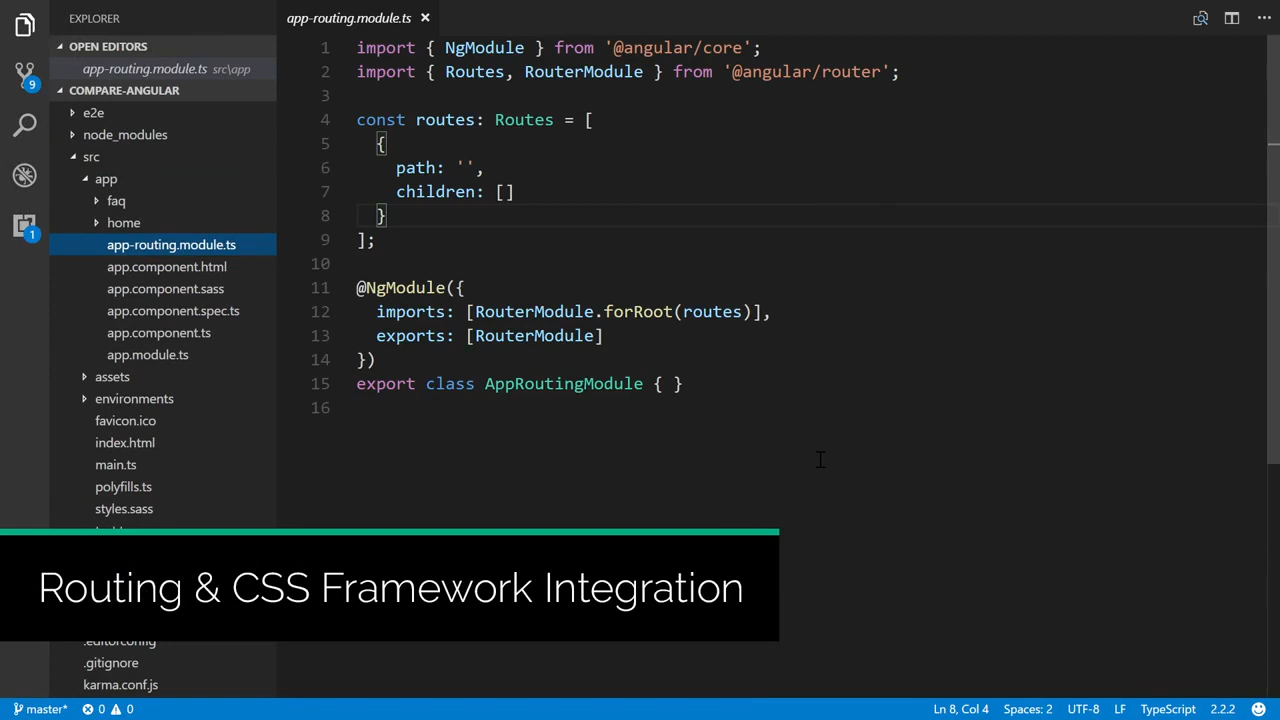 EXPLORER
OPEN EDITORS
app-routing.module.ts src\app
COMPARE-ANGULAR
e2e
node_modules
src
app
faq
home
app-routing.module.ts
app.component.html
app.component.sass
app.component.spec.ts
app.component.ts
app.module.ts
assets
environments
favicon.ico
index.html
main.ts
polyfills.ts
styles.sass
.editorconfig
.gitignore
karma.conf.js
9
1
app-routing.module.ts ×
1 import { NgModule } from '@angular/core';
2 import { Routes, RouterModule } from '@angular/router';
3
4 const routes: Routes = [
5 {
6 path: '',
7 children: []
8 }
9 ];
10
11 @NgModule({
12 imports: [RouterModule.forRoot(routes)],
13 exports: [RouterModule]
14 })
15 export class AppRoutingModule { }
16
Routing & CSS Framework Integration
master* 0 0 Ln 8, Col 4 Spaces: 2 UTF-8 LF TypeScript 2.2.2